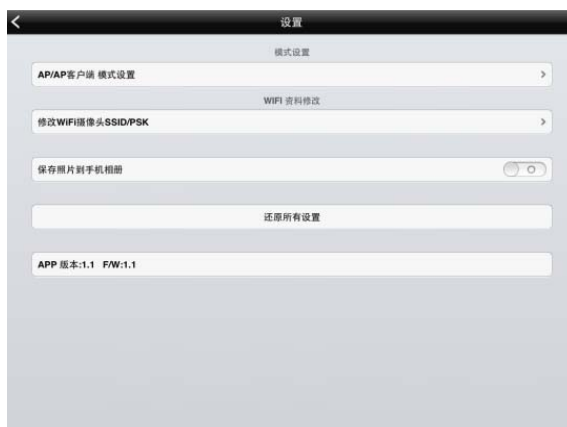 设置
模式设置
AP/AP客户端 模式设置
WIFI 资料修改
修改WiFi摄像头SSID/PSK
保存照片到手机相册
还原所有设置
APP 版本:1.1 F/W:1.1